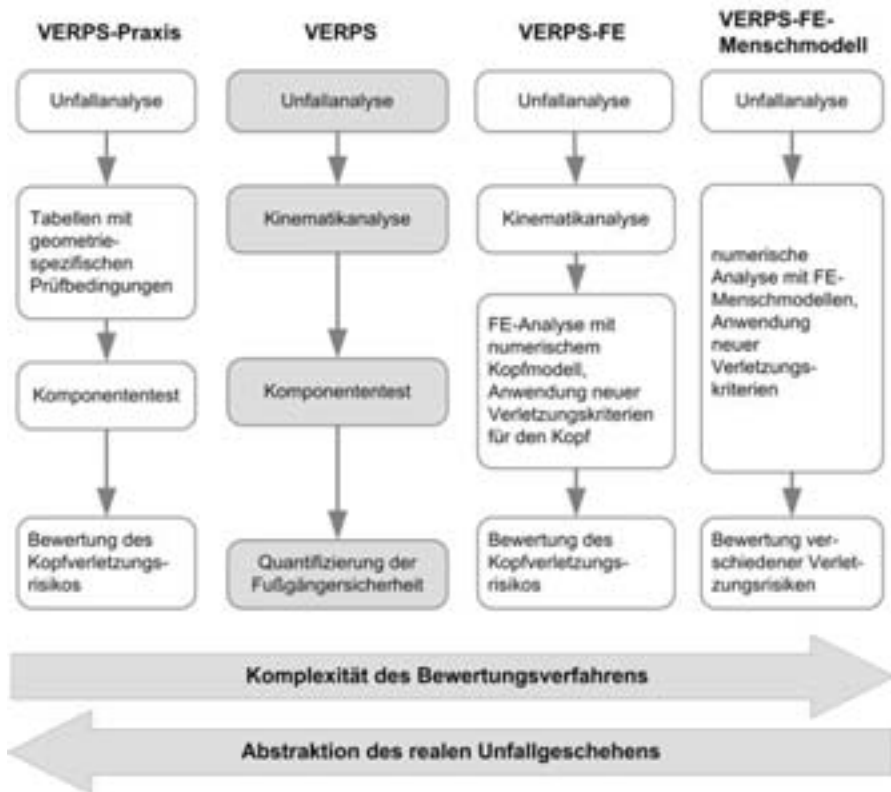 VERPS-Praxis
Unfallanalyse
Tabellen mit
geometrie-
spezifischen
Prüfbedingungen
Komponententest
Bewertung des
Kopfverletzungs-
risikos
VERPS
Unfallanalyse
Kinematikanalyse
Komponententest
Quantifizierung der
Fußgängersicherheit
VERPS-FE
Unfallanalyse
Kinematikanalyse
FE-Analyse mit
numerischem
Kopfmodell,
Anwendung neuer
Verletzungskriterien
für den Kopf
Bewertung des
Kopfverletzungs-
risikos
VERPS-FE-
Menschmodell
Unfallanalyse
numerische
Analyse mit FE-
Menschmodellen,
Anwendung
neuer
Verletzungs-
kriterien
Bewertung ver-
schiedener Verlet-
zungsrisiken
Komplexität des Bewertungsverfahrens
Abstraktion des realen Unfallgeschehens